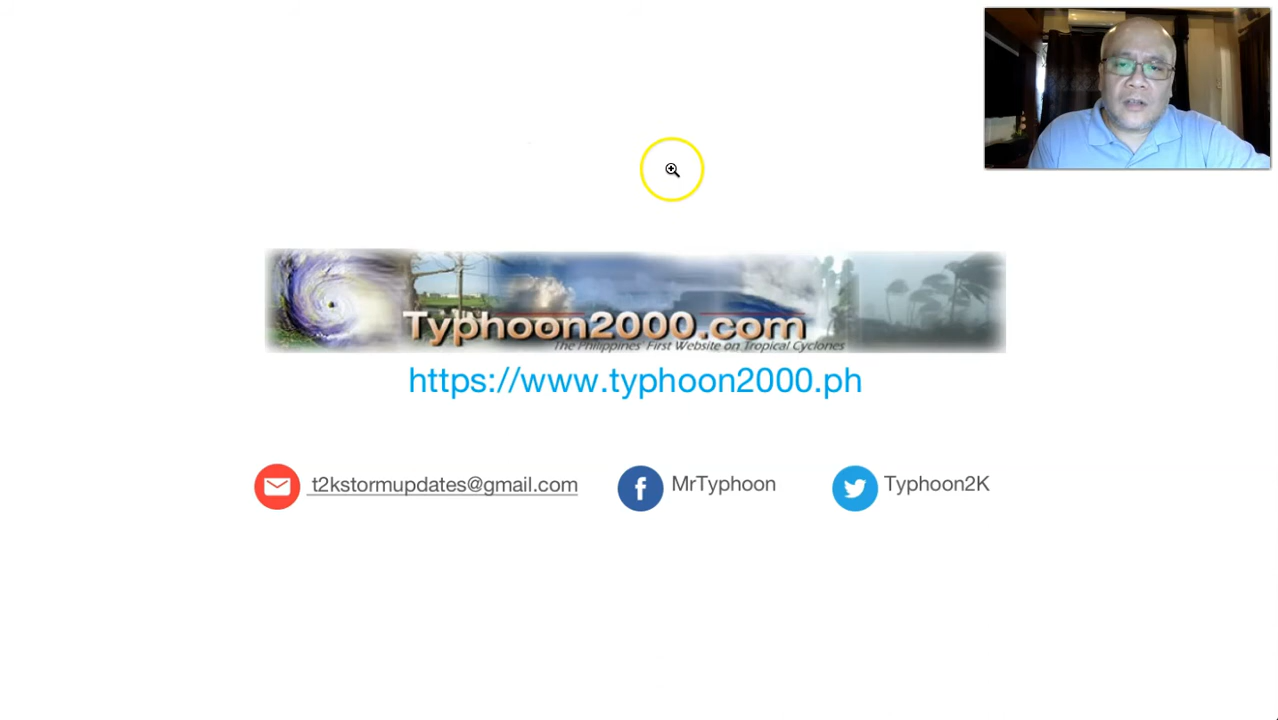 Typhoon2000.com
The Philippines' First Website on Tropical Cyclones
https://www.typhoon2000.ph
t2kstormupdates@gmail.com
MrTyphoon
Typhoon2K